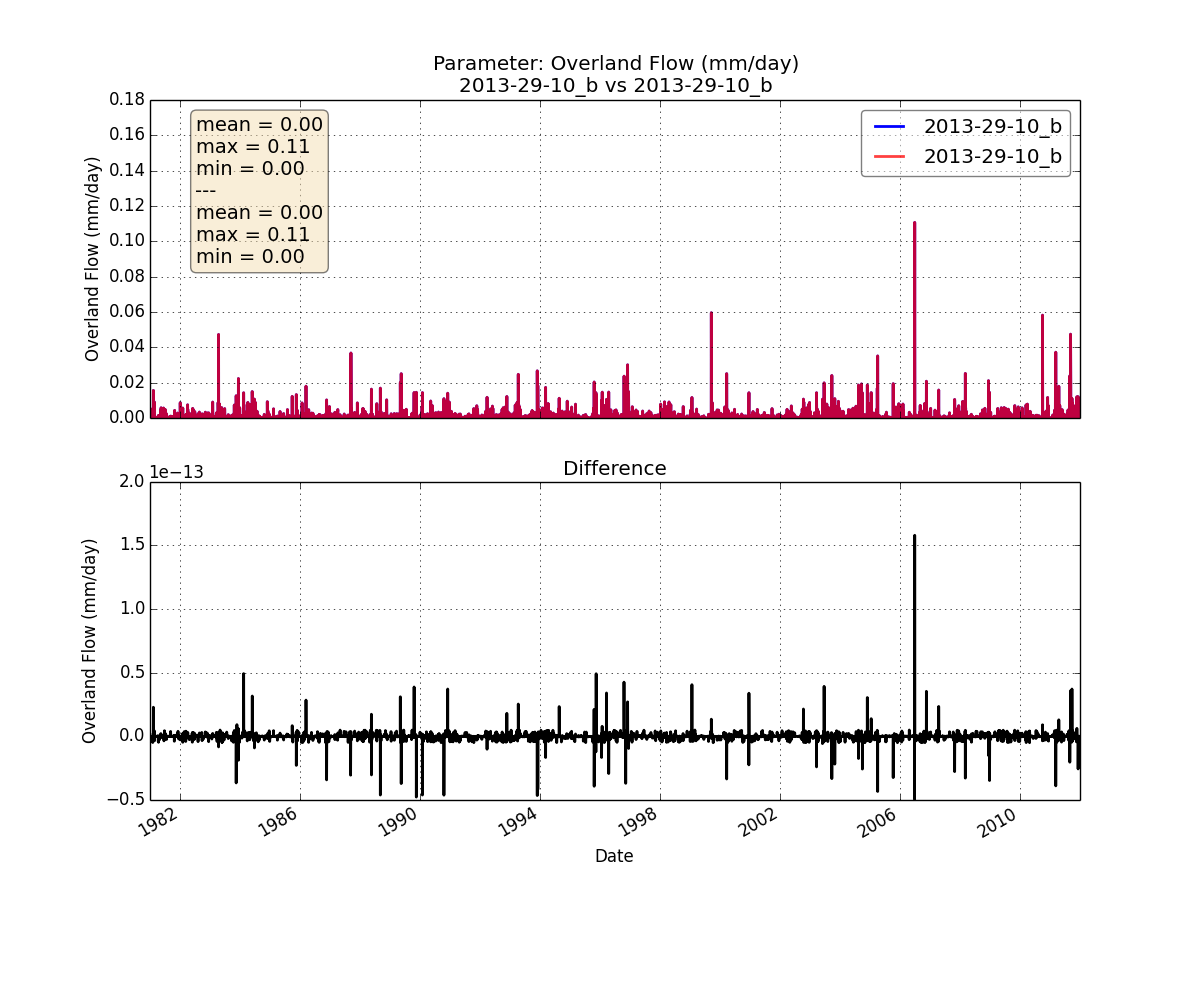 Parameter: Overland Flow (mm/day)
2013-29-10_b vs 2013-29-10_b
Overland Flow (mm/day)
0.18
0.16
0.14
0.12
0.10
0.08
0.06
0.04
0.02
0.00
mean = 0.00
max = 0.11
min = 0.00
---
mean = 0.00
max = 0.11
min = 0.00
2013-29-10_b
2013-29-10_b
Difference
1e−13
Overland Flow (mm/day)
2.0
1.5
1.0
0.5
0.0
−0.5
1982 1986 1990 1994 1998 2002 2006 2010
Date